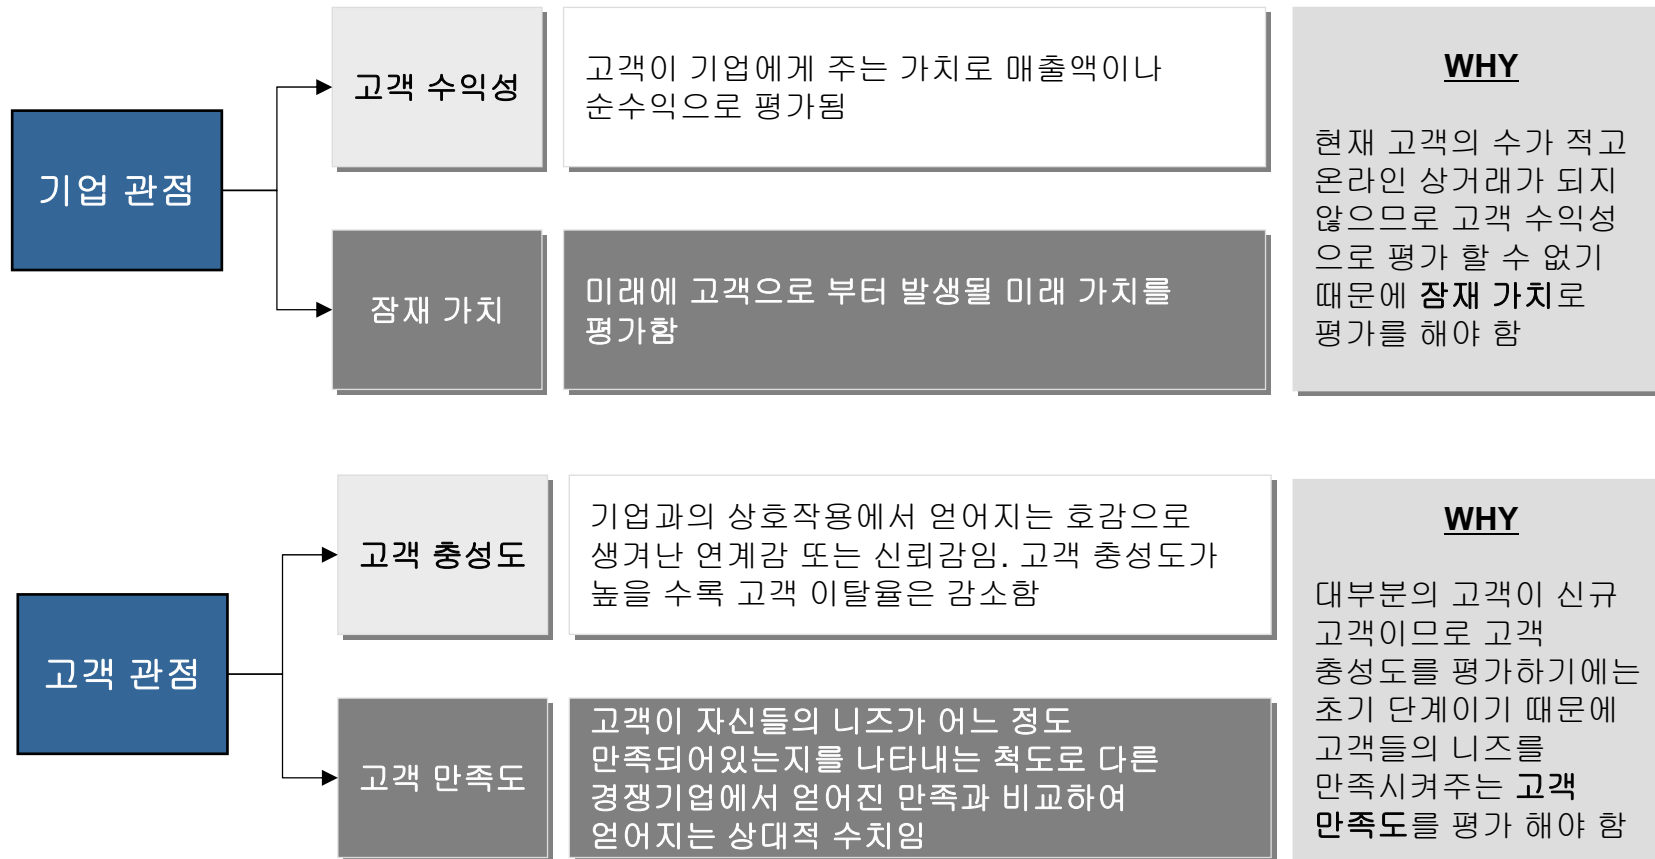 기업 관점
고객 수익성
고객이 기업에게 주는 가치로 매출액이나
순수익으로 평가됨
잠재 가치
미래에 고객으로 부터 발생될 미래 가치를
평가함
WHY
현재 고객의 수가 적고
온라인 상거래가 되지
않으므로 고객 수익성
으로 평가 할 수 없기
때문에 잠재 가치로
평가를 해야 함
고객 관점
고객 충성도
기업과의 상호작용에서 얻어지는 호감으로
생겨난 연계감 또는 신뢰감임. 고객 충성도가
높을 수록 고객 이탈율은 감소함
고객 만족도
고객이 자신들의 니즈가 어느 정도
만족되어있는지를 나타내는 척도로 다른
경쟁기업에서 얻어진 만족과 비교하여
얻어지는 상대적 수치임
WHY
대부분의 고객이 신규
고객이므로 고객
충성도를 평가하기에는
초기 단계이기 때문에
고객들의 니즈를
만족시켜주는 고객
만족도를 평가 해야 함